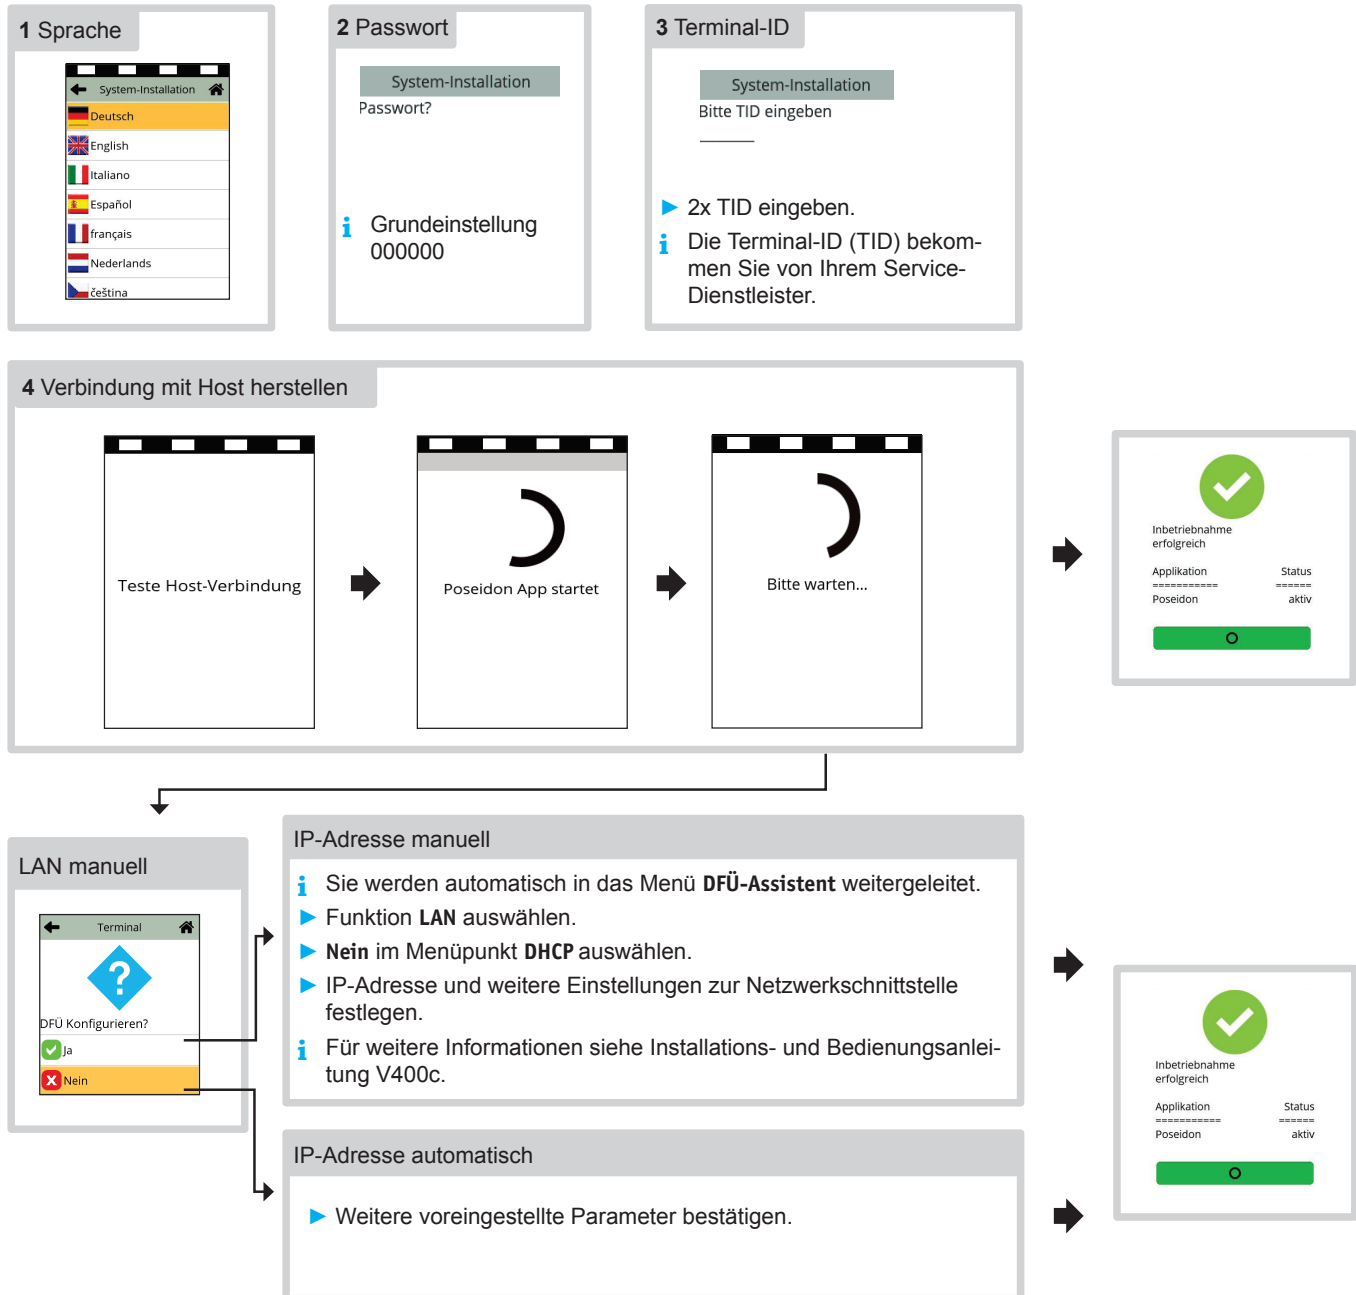 1 Sprache
System-Installation
Deutsch
English
Italiano
Español
français
Nederlands
čeština
2 Passwort
System-Installation
Passwort?
i Grundeinstellung
000000
3 Terminal-ID
System-Installation
Bitte TID eingeben
2x TID eingeben.
i Die Terminal-ID (TID) bekom-
men Sie von Ihrem Service-
Dienstleister.
4 Verbindung mit Host herstellen
Teste Host-Verbindung
Poseidon App startet
Bitte warten...
Inbetriebnahme
erfolgreich
Applikation Status
=========== ======
Poseidon aktiv
O
LAN manuell
Terminal
?
DFÜ Konfigurieren?
Ja
X Nein
IP-Adresse manuell
i Sie werden automatisch in das Menü DFÜ-Assistent weitergeleitet.
Funktion LAN auswählen.
Nein im Menüpunkt DHCP auswählen.
IP-Adresse und weitere Einstellungen zur Netzwerkschnittstelle
festlegen.
i Für weitere Informationen siehe Installations- und Bedienungsanlei-
tung V400c.
IP-Adresse automatisch
Weitere voreingestellte Parameter bestätigen.
Inbetriebnahme
erfolgreich
Applikation Status
=========== ======
Poseidon aktiv
O